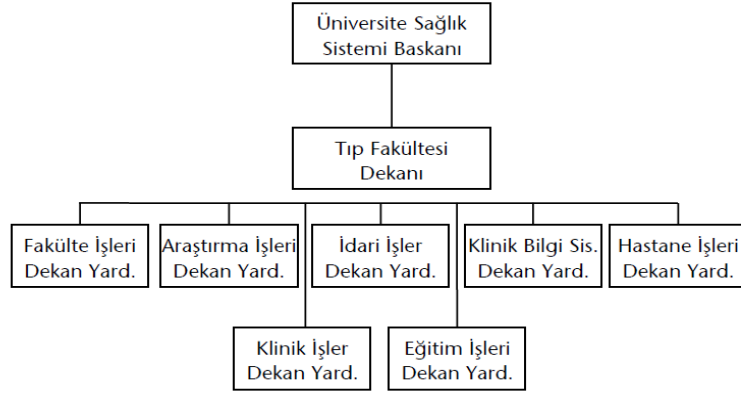 Üniversite Sağlık
Sistemi Baskanı
Tıp Fakültesi
Dekanı
Fakülte İşleri
Dekan Yard.
Araştırma İşleri
Dekan Yard.
İdari İşler
Dekan Yard.
Klinik Bilgi Sis.
Dekan Yard.
Hastane İşleri
Dekan Yard.
Klinik İşler
Dekan Yard.
Eğitim İşleri
Dekan Yard.